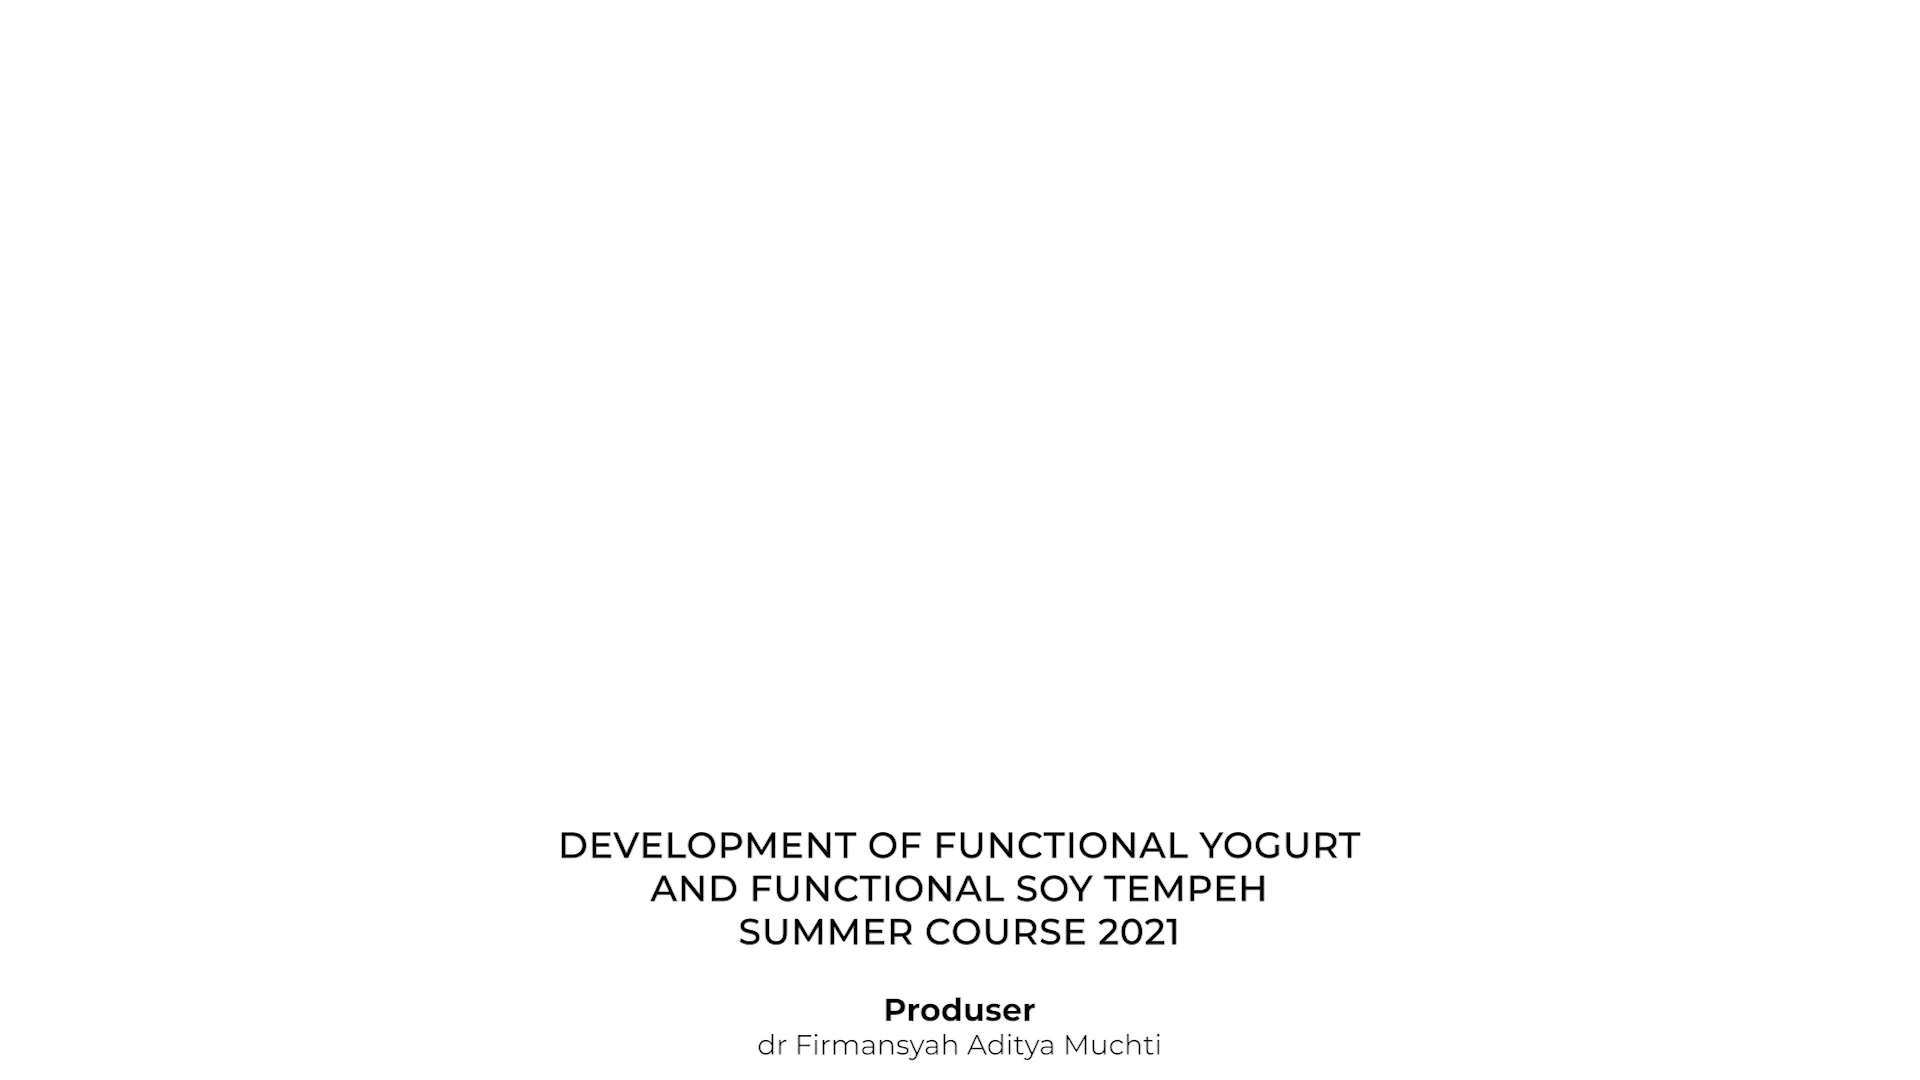 DEVELOPMENT OF FUNCTIONAL YOGURT
AND FUNCTIONAL SOY TEMPEH
SUMMER COURSE 2021
Produser
dr Firmansyah Aditya Muchti